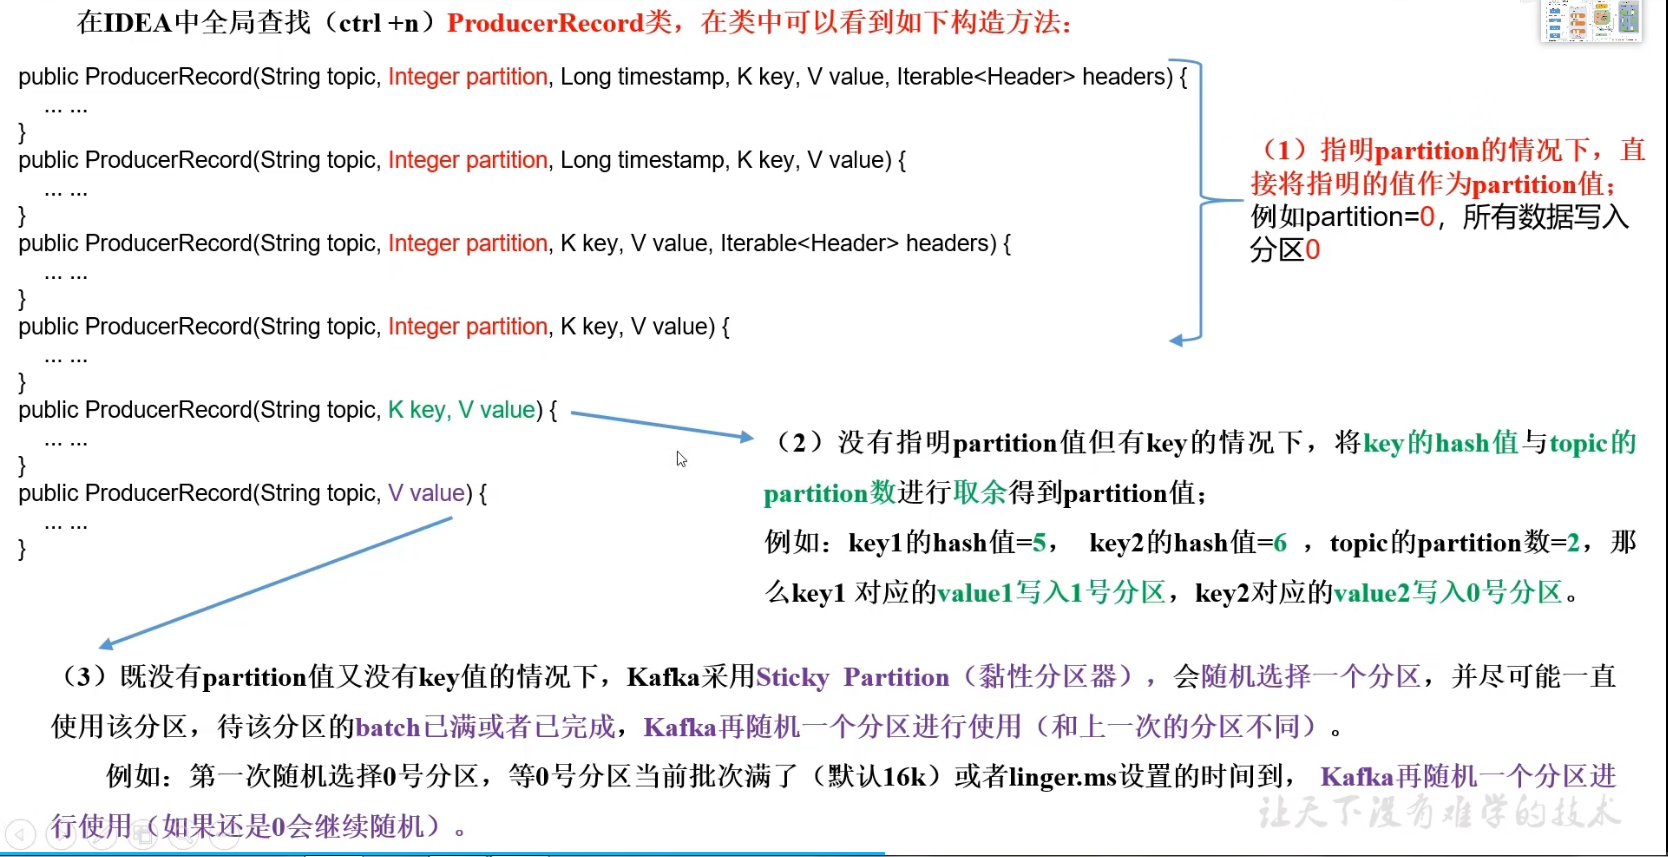 在IDEA中全局查找（ctrl +n）ProducerRecord类，在类中可以看到如下构造方法：
public ProducerRecord(String topic, Integer partition, Long timestamp, K key, V value, Iterable<Header> headers) {
... ...
}
public ProducerRecord(String topic, Integer partition, Long timestamp, K key, V value) {
... ...
}
public ProducerRecord(String topic, Integer partition, K key, V value, Iterable<Header> headers) {
... ...
}
public ProducerRecord(String topic, Integer partition, K key, V value) {
... ...
}
public ProducerRecord(String topic, K key, V value) {
... ...
}
public ProducerRecord(String topic, V value) {
... ...
}
（1）指明partition的情况下，直
接将指明的值作为partition值；
例如partition=0，所有数据写入
分区0
（2）没有指明partition值但有key的情况下，将key的hash值与topic的
partition数进行取余得到partition值；
例如：key1的hash值=5， key2的hash值=6 ，topic的partition数=2，那
么key1 对应的value1写入1号分区，key2对应的value2写入0号分区。
（3）既没有partition值又没有key值的情况下，Kafka采用Sticky Partition（黏性分区器），会随机选择一个分区，并尽可能一直
使用该分区，待该分区的batch已满或者已完成，Kafka再随机一个分区进行使用（和上一次的分区不同）。
例如：第一次随机选择0号分区，等0号分区当前批次满了（默认16k）或者linger.ms设置的时间到， Kafka再随机一个分区进
行使用（如果还是0会继续随机）。
让天下没有难学的技术